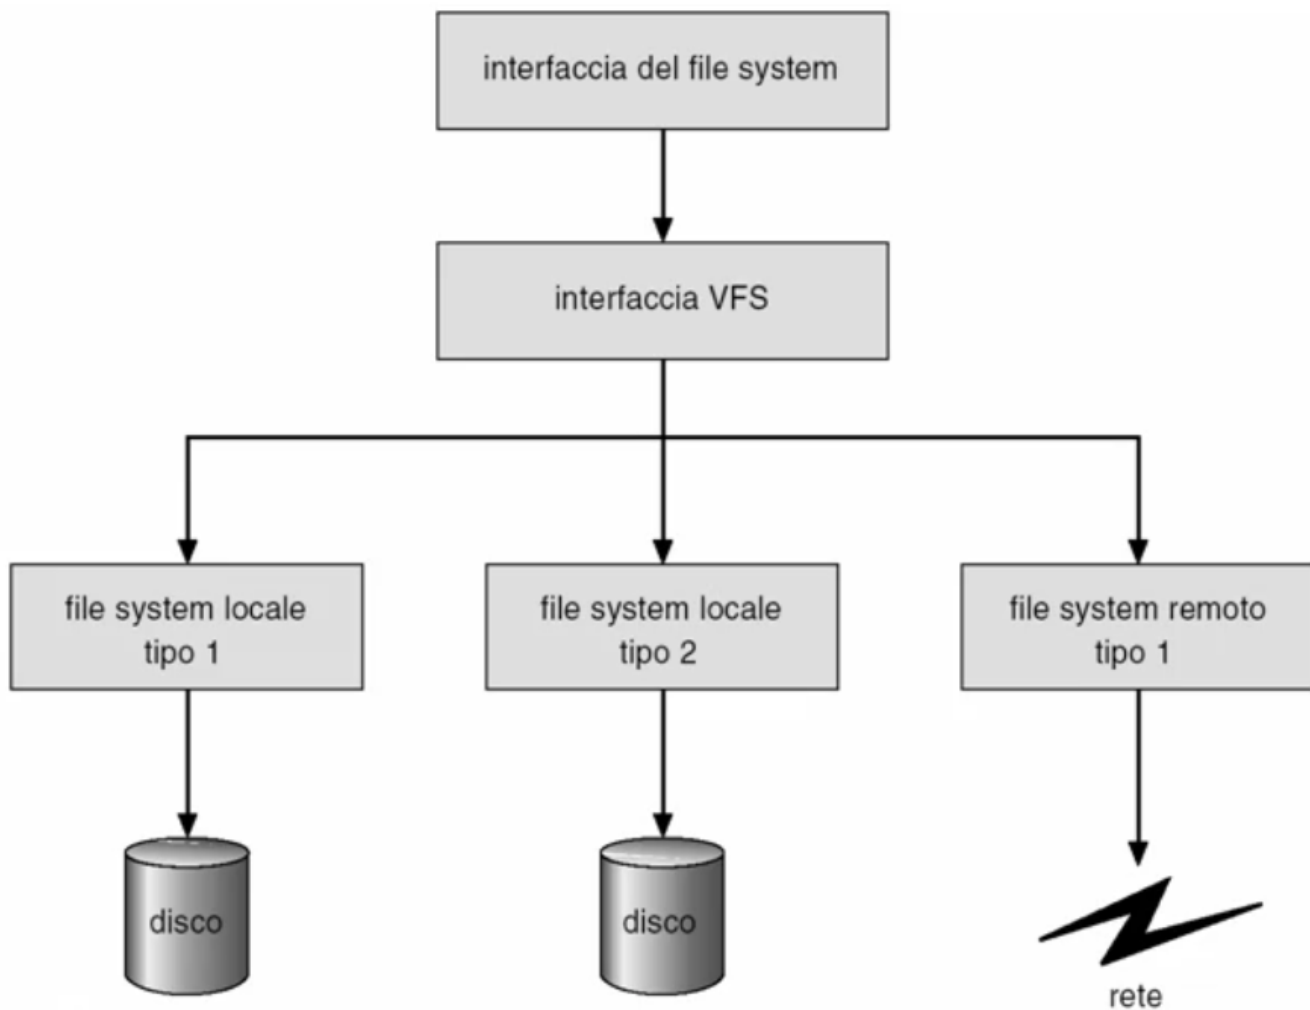 interfaccia del file system
interfaccia VFS
file system locale
tipo 1
file system locale
tipo 2
file system remoto
tipo 1
disco
disco
rete